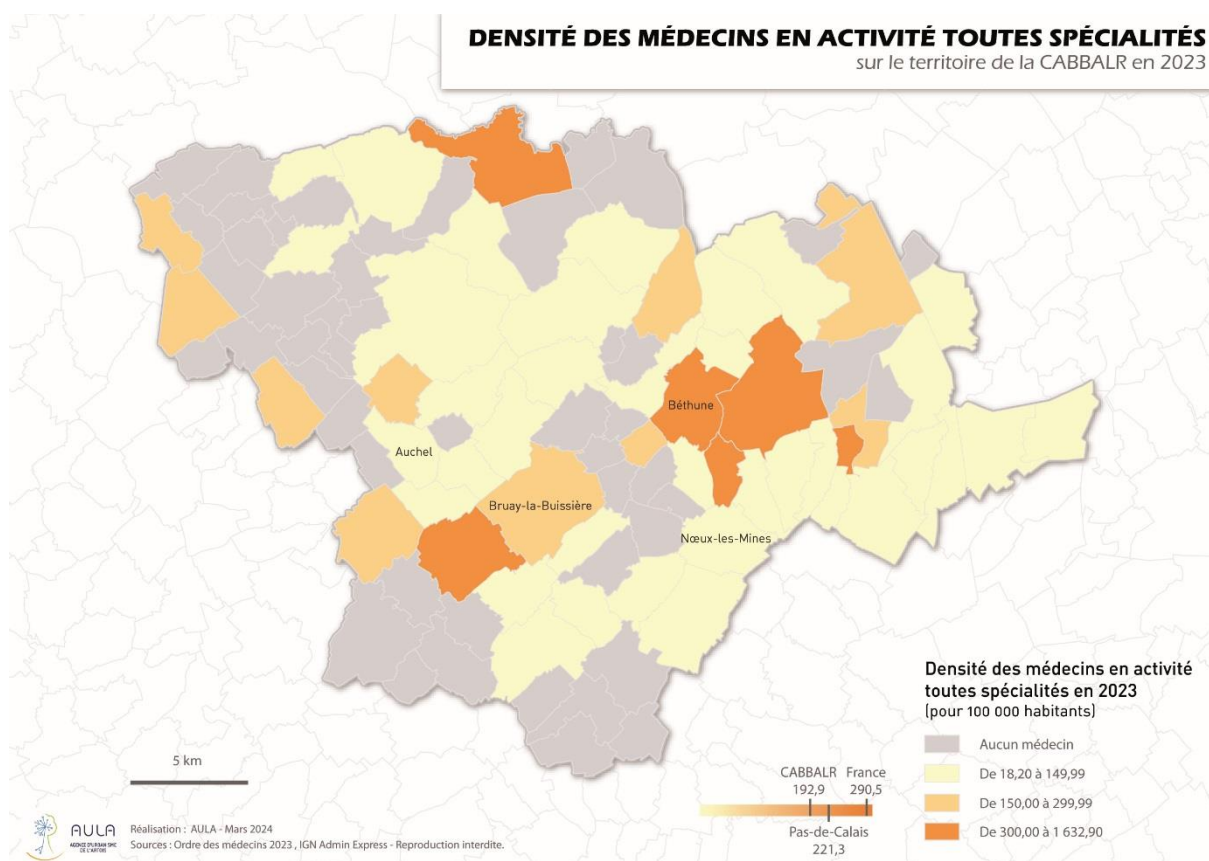 DENSITÉ DES MÉDECINS EN ACTIVITÉ TOUTES SPÉCIALITÉS
sur le territoire de la CABBALR en 2023
Béthune
Auchel
Bruay-la-Buissière
Nœux-les-Mines
Densité des médecins en activité
toutes spécialités en 2023
(pour 100 000 habitants)
Aucun médecin
De 18,20 à 149,99
De 150,00 à 299,99
De 300,00 à 1 632,90
5 km
CABBALR France
192,9 290,5
Pas-de-Calais
221,3
AULA
AGENCE D'URBANISME
DE L'ARTOIS
Réalisation : AULA - Mars 2024
Sources : Ordre des médecins 2023 , IGN Admin Express - Reproduction interdite.